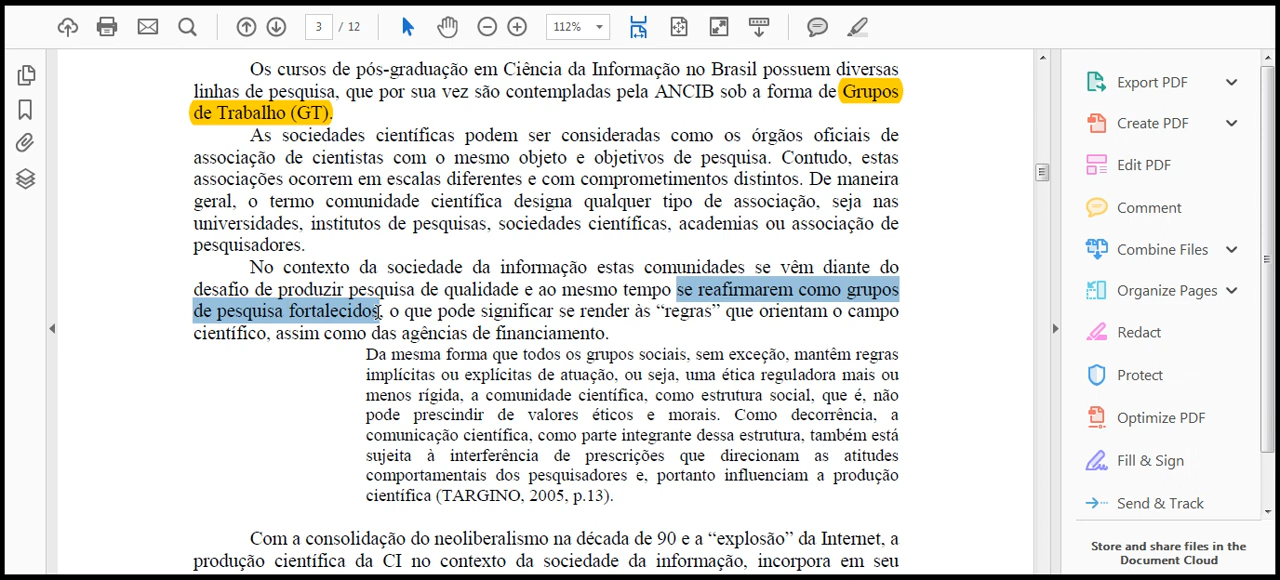 3 / 12
112%
Os cursos de pós-graduação em Ciência da Informação no Brasil possuem diversas
linhas de pesquisa, que por sua vez são contempladas pela ANCIB sob a forma de Grupos
de Trabalho (GT).
As sociedades científicas podem ser consideradas como os órgãos oficiais de
associação de cientistas com o mesmo objeto e objetivos de pesquisa. Contudo, estas
associações ocorrem em escalas diferentes e com comprometimentos distintos. De maneira
geral, o termo comunidade científica designa qualquer tipo de associação, seja nas
universidades, institutos de pesquisas, sociedades científicas, academias ou associação de
pesquisadores.
No contexto da sociedade da informação estas comunidades se vêm diante do
desafio de produzir pesquisa de qualidade e ao mesmo tempo se reafirmarem como grupos
de pesquisa fortalecidos, o que pode significar se render às “regras” que orientam o campo
científico, assim como das agências de financiamento.
Da mesma forma que todos os grupos sociais, sem exceção, mantêm regras
implícitas ou explícitas de atuação, ou seja, uma ética reguladora mais ou
menos rígida, a comunidade científica, como estrutura social, que é, não
pode prescindir de valores éticos e morais. Como decorrência, a
comunicação científica, como parte integrante dessa estrutura, também está
sujeita à interferência de prescrições que direcionam as atitudes
comportamentais dos pesquisadores e, portanto influenciam a produção
científica (TARGINO, 2005, p.13).
Com a consolidação do neoliberalismo na década de 90 e a “explosão” da Internet, a
produção científica da CI no contexto da sociedade da informação, incorpora em seu
Export PDF
Create PDF
Edit PDF
Comment
Combine Files
Organize Pages
Redact
Protect
Optimize PDF
Fill & Sign
Send & Track
Store and share files in the
Document Cloud